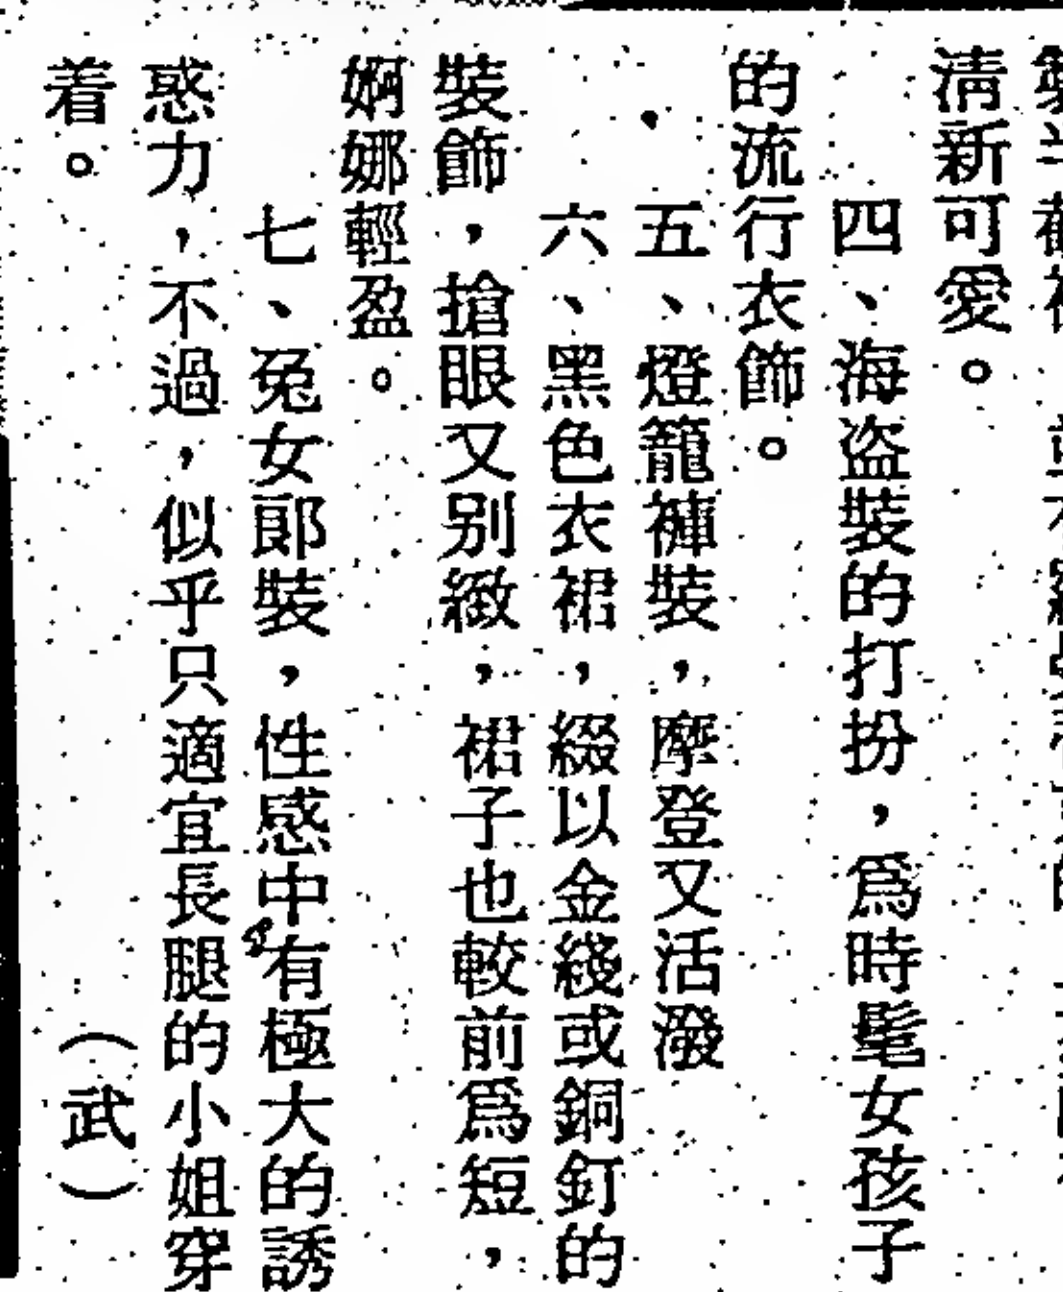 清新可愛。
四、海盜裝的打扮，爲時髦女孩子
的流行衣飾。
五、燈籠褲裝，摩登又活潑
六、黑色衣裙，綴以金綫或銅釘的
裝飾，搶眼又别緻，裙子也較前爲短，
婀娜輕盈。
七、兔女郎裝，性感中有極大的誘
惑力，不過，似乎只適宜長腿的小姐穿
着。　（武）